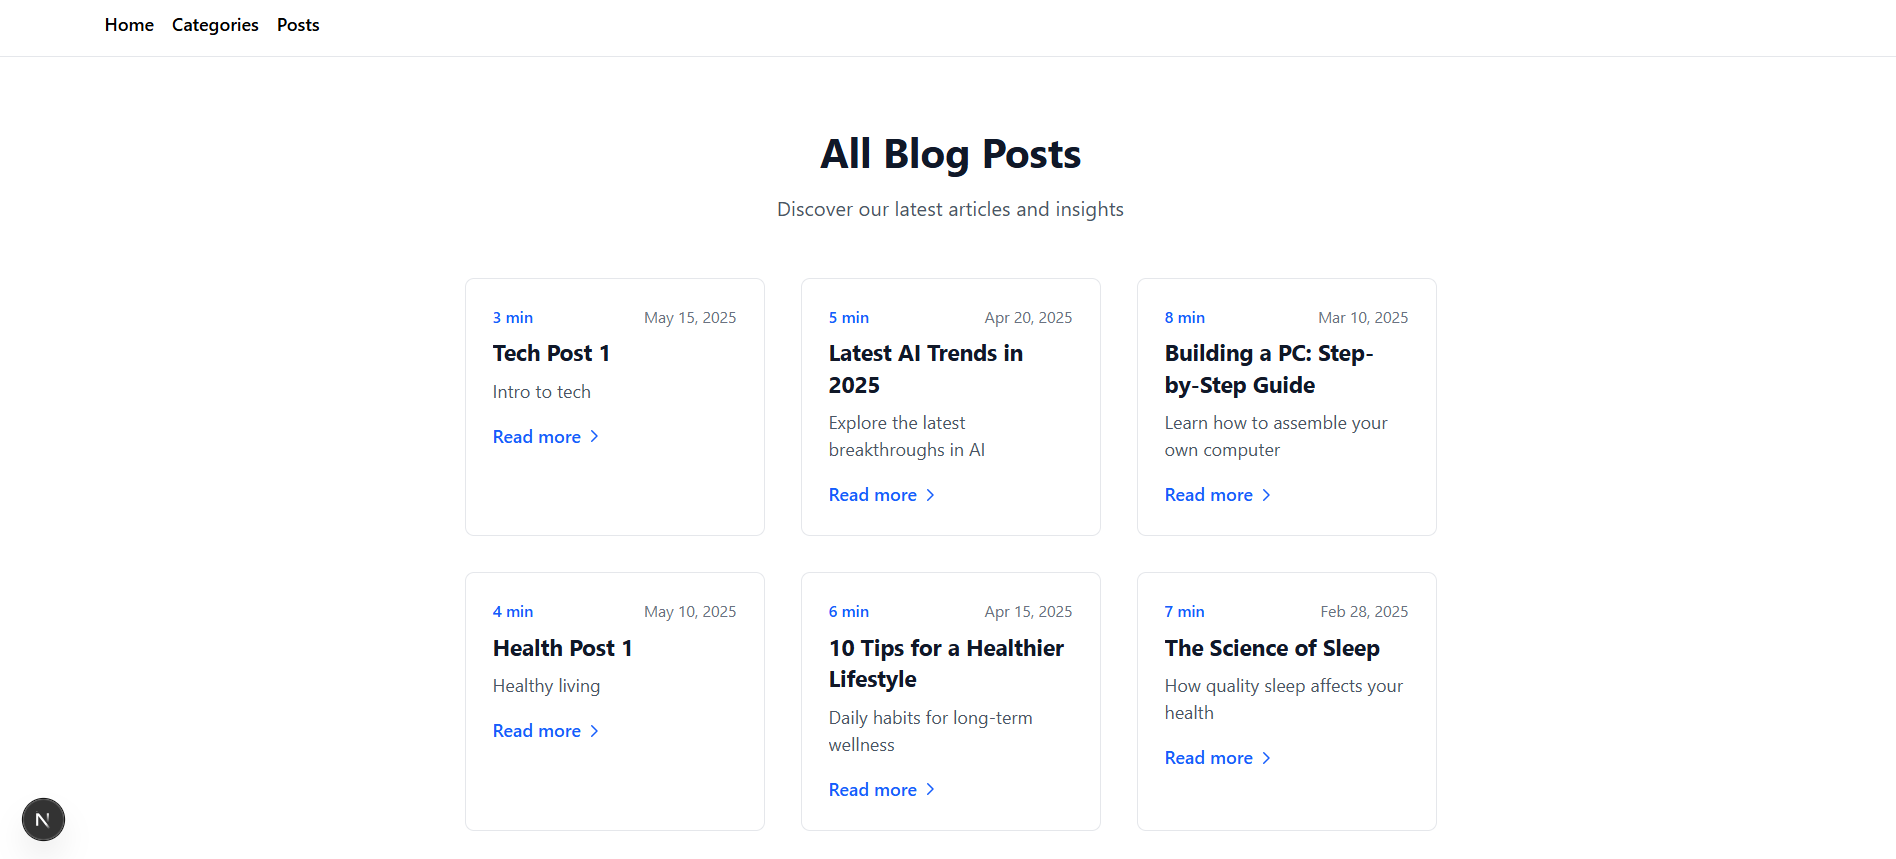 Home Categories Posts
All Blog Posts
Discover our latest articles and insights
3 min May 15, 2025
Tech Post 1
Intro to tech
Read more
5 min Apr 20, 2025
Latest AI Trends in
2025
Explore the latest
breakthroughs in AI
Read more
8 min Mar 10, 2025
Building a PC: Step-
by-Step Guide
Learn how to assemble your
own computer
Read more
4 min May 10, 2025
Health Post 1
Healthy living
Read more
6 min Apr 15, 2025
10 Tips for a Healthier
Lifestyle
Daily habits for long-term
wellness
Read more
7 min Feb 28, 2025
The Science of Sleep
How quality sleep affects your
health
Read more
N